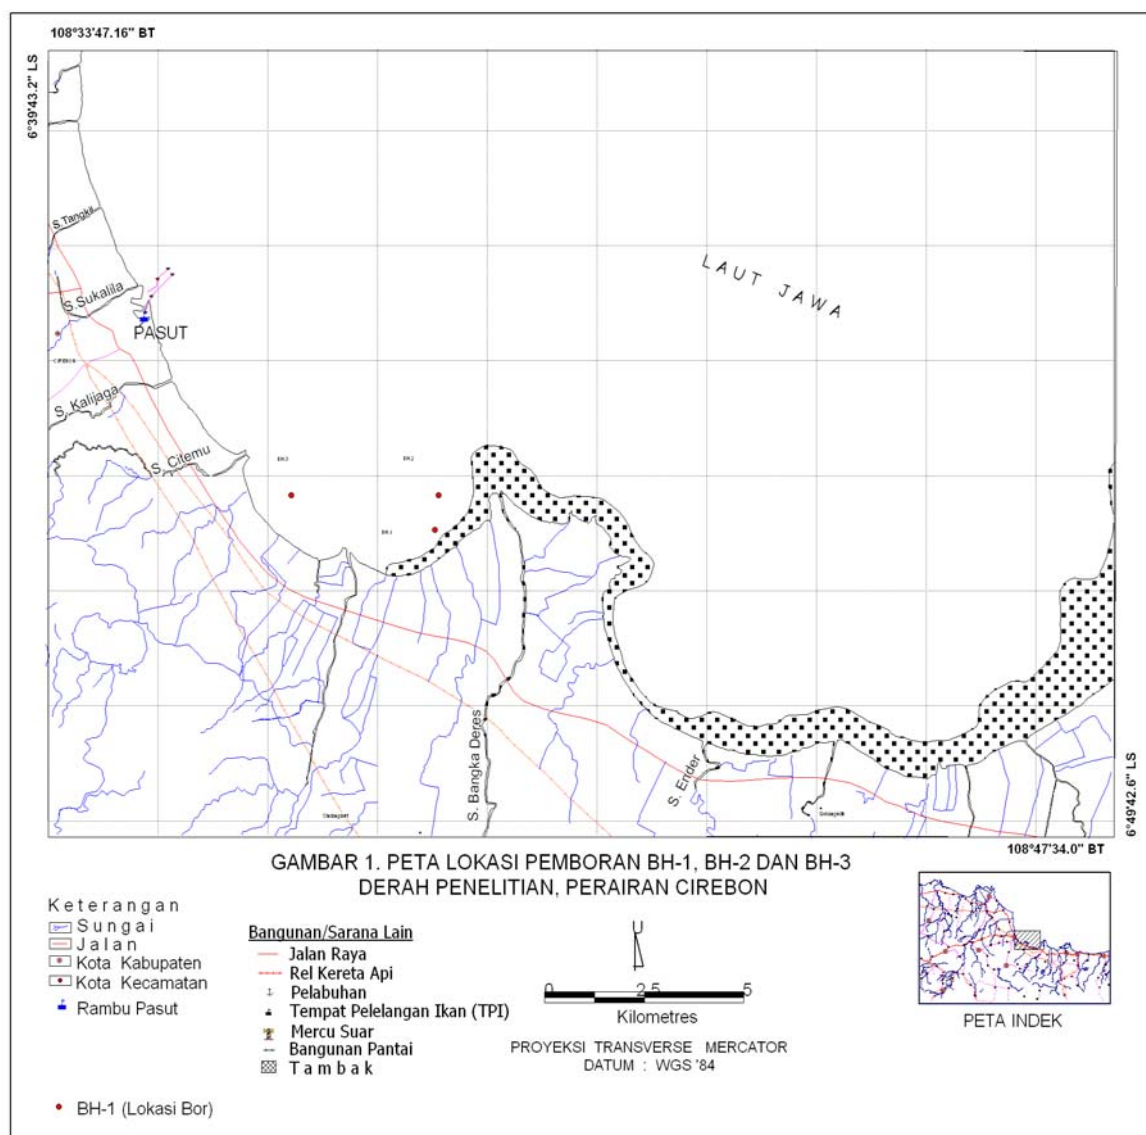 108°33'47.16" BT
6°39'43.2" LS
S.Tangkil
S.Sukalila
PASUT
CIREBON
S. Kalijaga
S. Citemu
LAUT JAWA
BH3
BH2
BH1
S. Bangka Deres
S. Ender
6°49'42.6" LS
108°47'34.0" BT
GAMBAR 1. PETA LOKASI PEMBORAN BH-1, BH-2 DAN BH-3
DERAH PENELITIAN, PERAIRAN CIREBON
Keterangan
Sungai
Jalan
Kota Kabupaten
Kota Kecamatan
Rambu Pasut
BH-1 (Lokasi Bor)
Bangunan/Sarana Lain
Jalan Raya
Rel Kereta Api
Pelabuhan
Tempat Pelelangan Ikan (TPI)
Mercu Suar
Bangunan Pantai
Tambak
U
0 2.5 5
Kilometres
PROYEKSI TRANSVERSE MERCATOR
DATUM : WGS '84
PETA INDEK